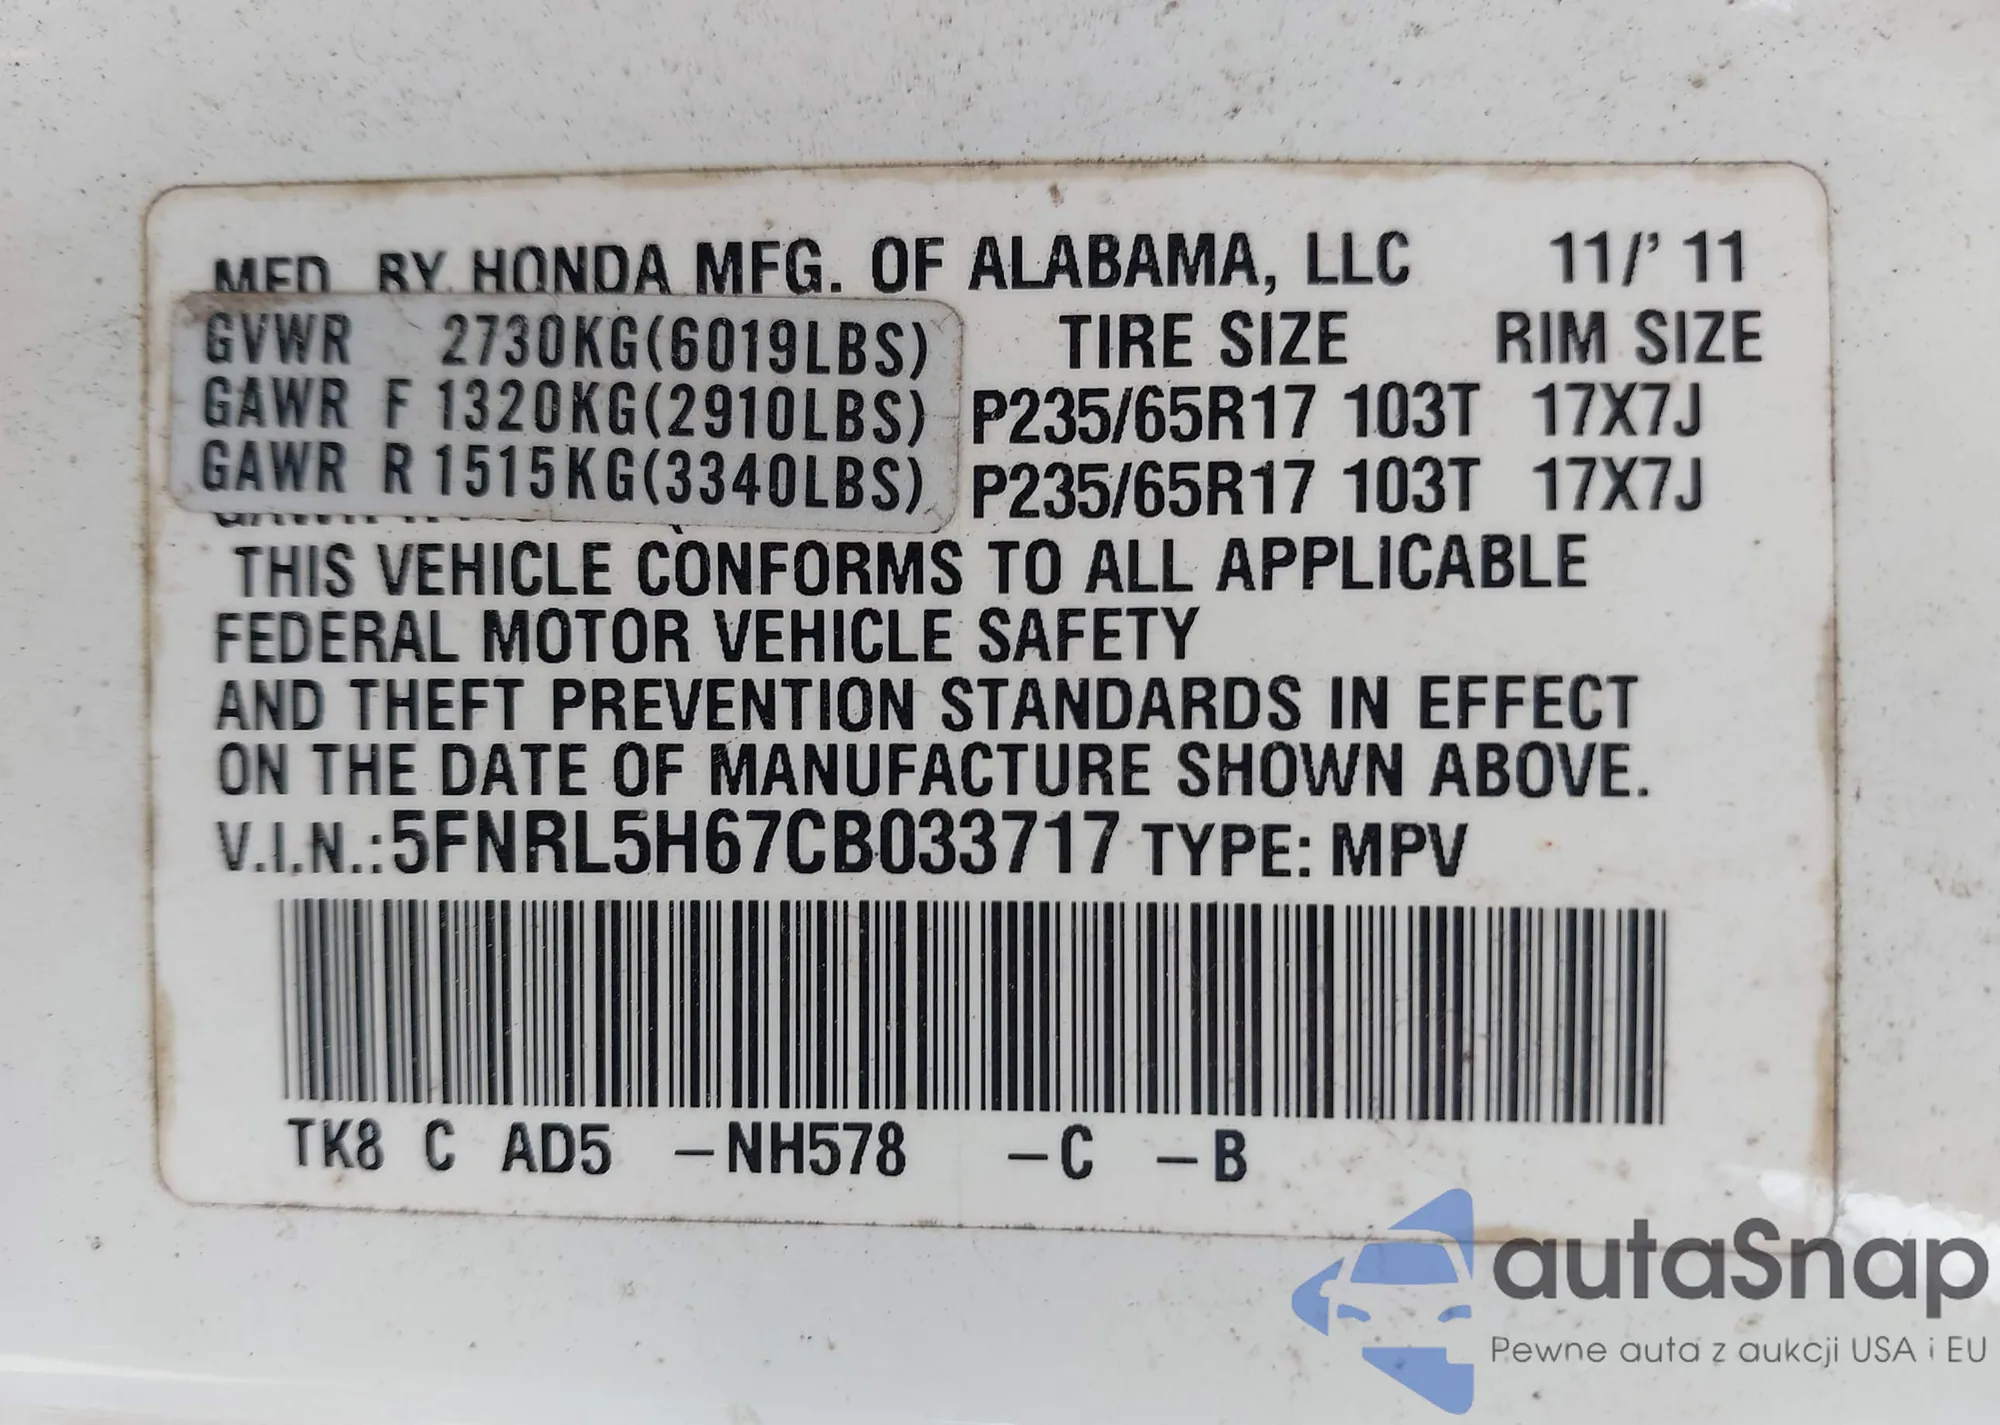 MFD. BY HONDA MFG. OF ALABAMA, LLC 11/'11
GVWR 2730KG(6019LBS) TIRE SIZE RIM SIZE
GAWR F 1320KG(2910LBS) P235/65R17 103T 17X7J
GAWR R 1515KG(3340LBS) P235/65R17 103T 17X7J
THIS VEHICLE CONFORMS TO ALL APPLICABLE
FEDERAL MOTOR VEHICLE SAFETY
AND THEFT PREVENTION STANDARDS IN EFFECT
ON THE DATE OF MANUFACTURE SHOWN ABOVE.
V.I.N.:5FNRL5H67CB033717 TYPE: MPV
TK8 C AD5 –NH578 –C –B
autaSnap
Pewne auta z aukcji USA i EU